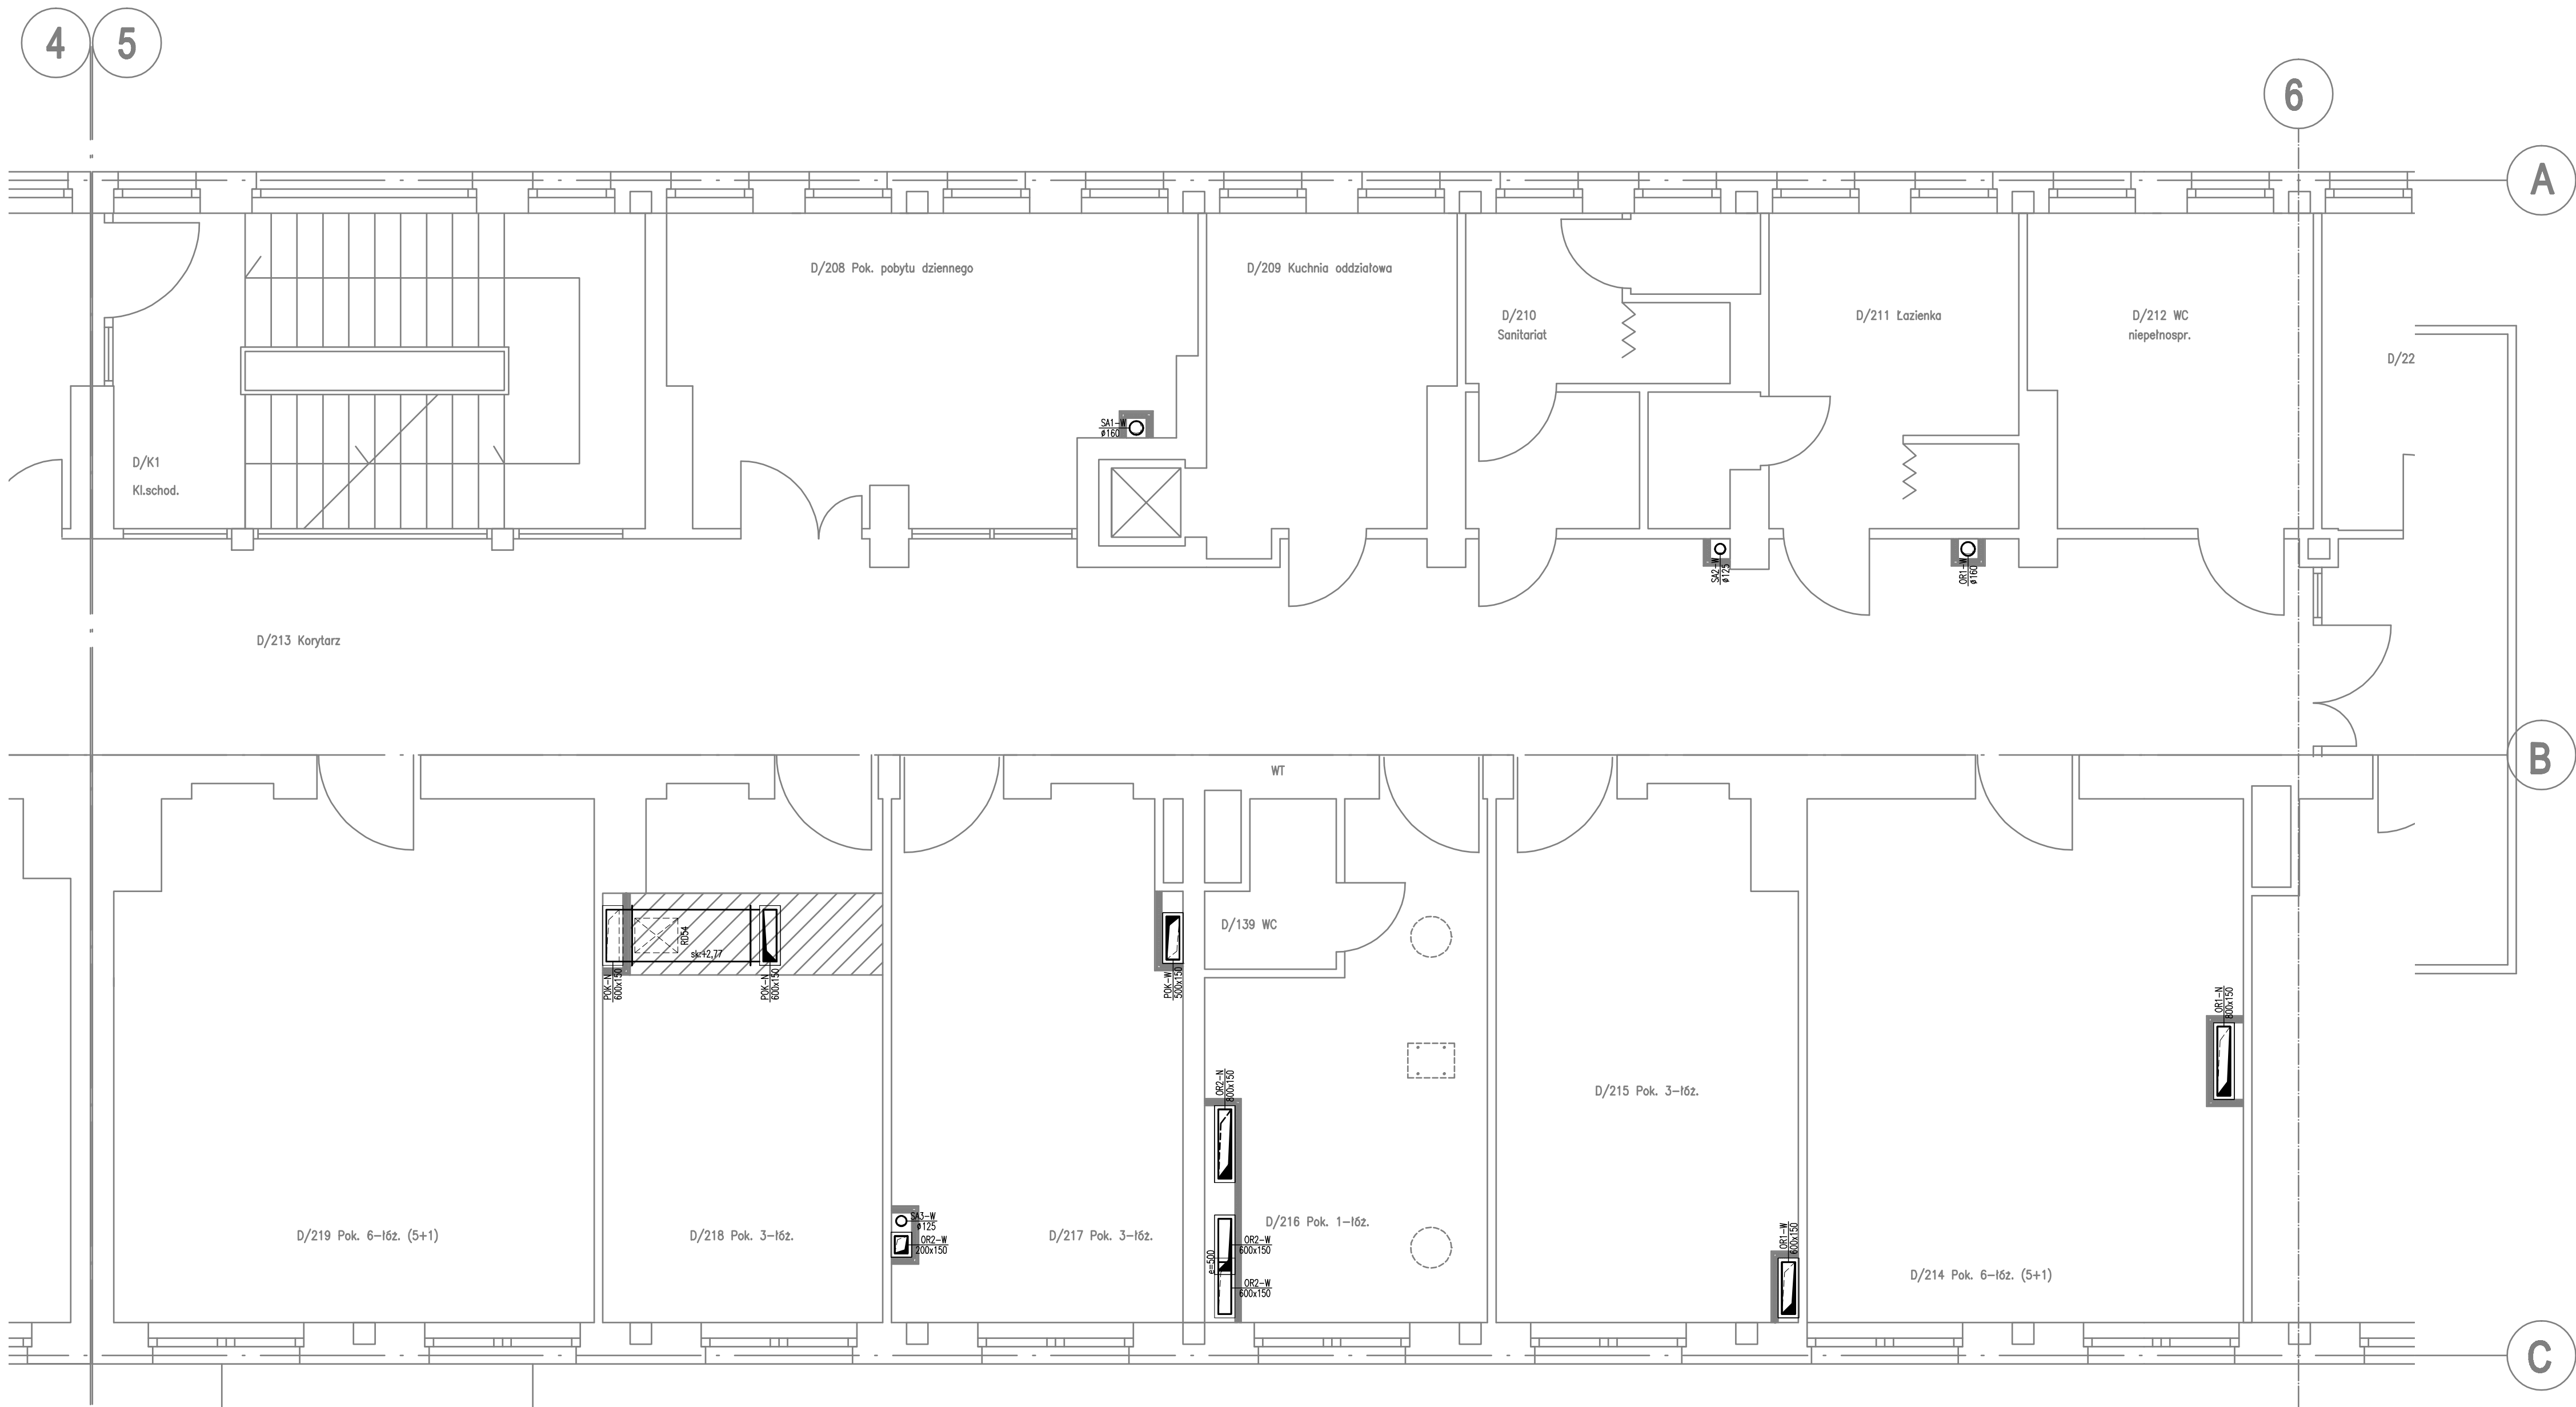 4
5
6
A
D/208 Pok. pobytu dziennego
D/209 Kuchnia oddziałowa
D/210
Sanitariat
D/211 Łazienka
D/212 WC
niepełnospr.
D/22
SA1-W
ø160
D/K1
Kl.schod.
SA2-W
ø125
OR1-W
ø160
D/213 Korytarz
B
WT
D/139 WC
RD54
sk:+2,77
POK-N
600x150
POK-N
600x150
POK-W
500x150
OR1-N
800x150
OR2-N
800x150
D/215 Pok. 3-łóż.
SA3-W
ø125
OR2-W
200x150
D/219 Pok. 6-łóż. (5+1)
D/218 Pok. 3-łóż.
D/217 Pok. 3-łóż.
D/216 Pok. 1-łóż.
OR2-W
600x150
e=500
OR2-W
600x150
OR1-W
600x150
D/214 Pok. 6-łóż. (5+1)
C